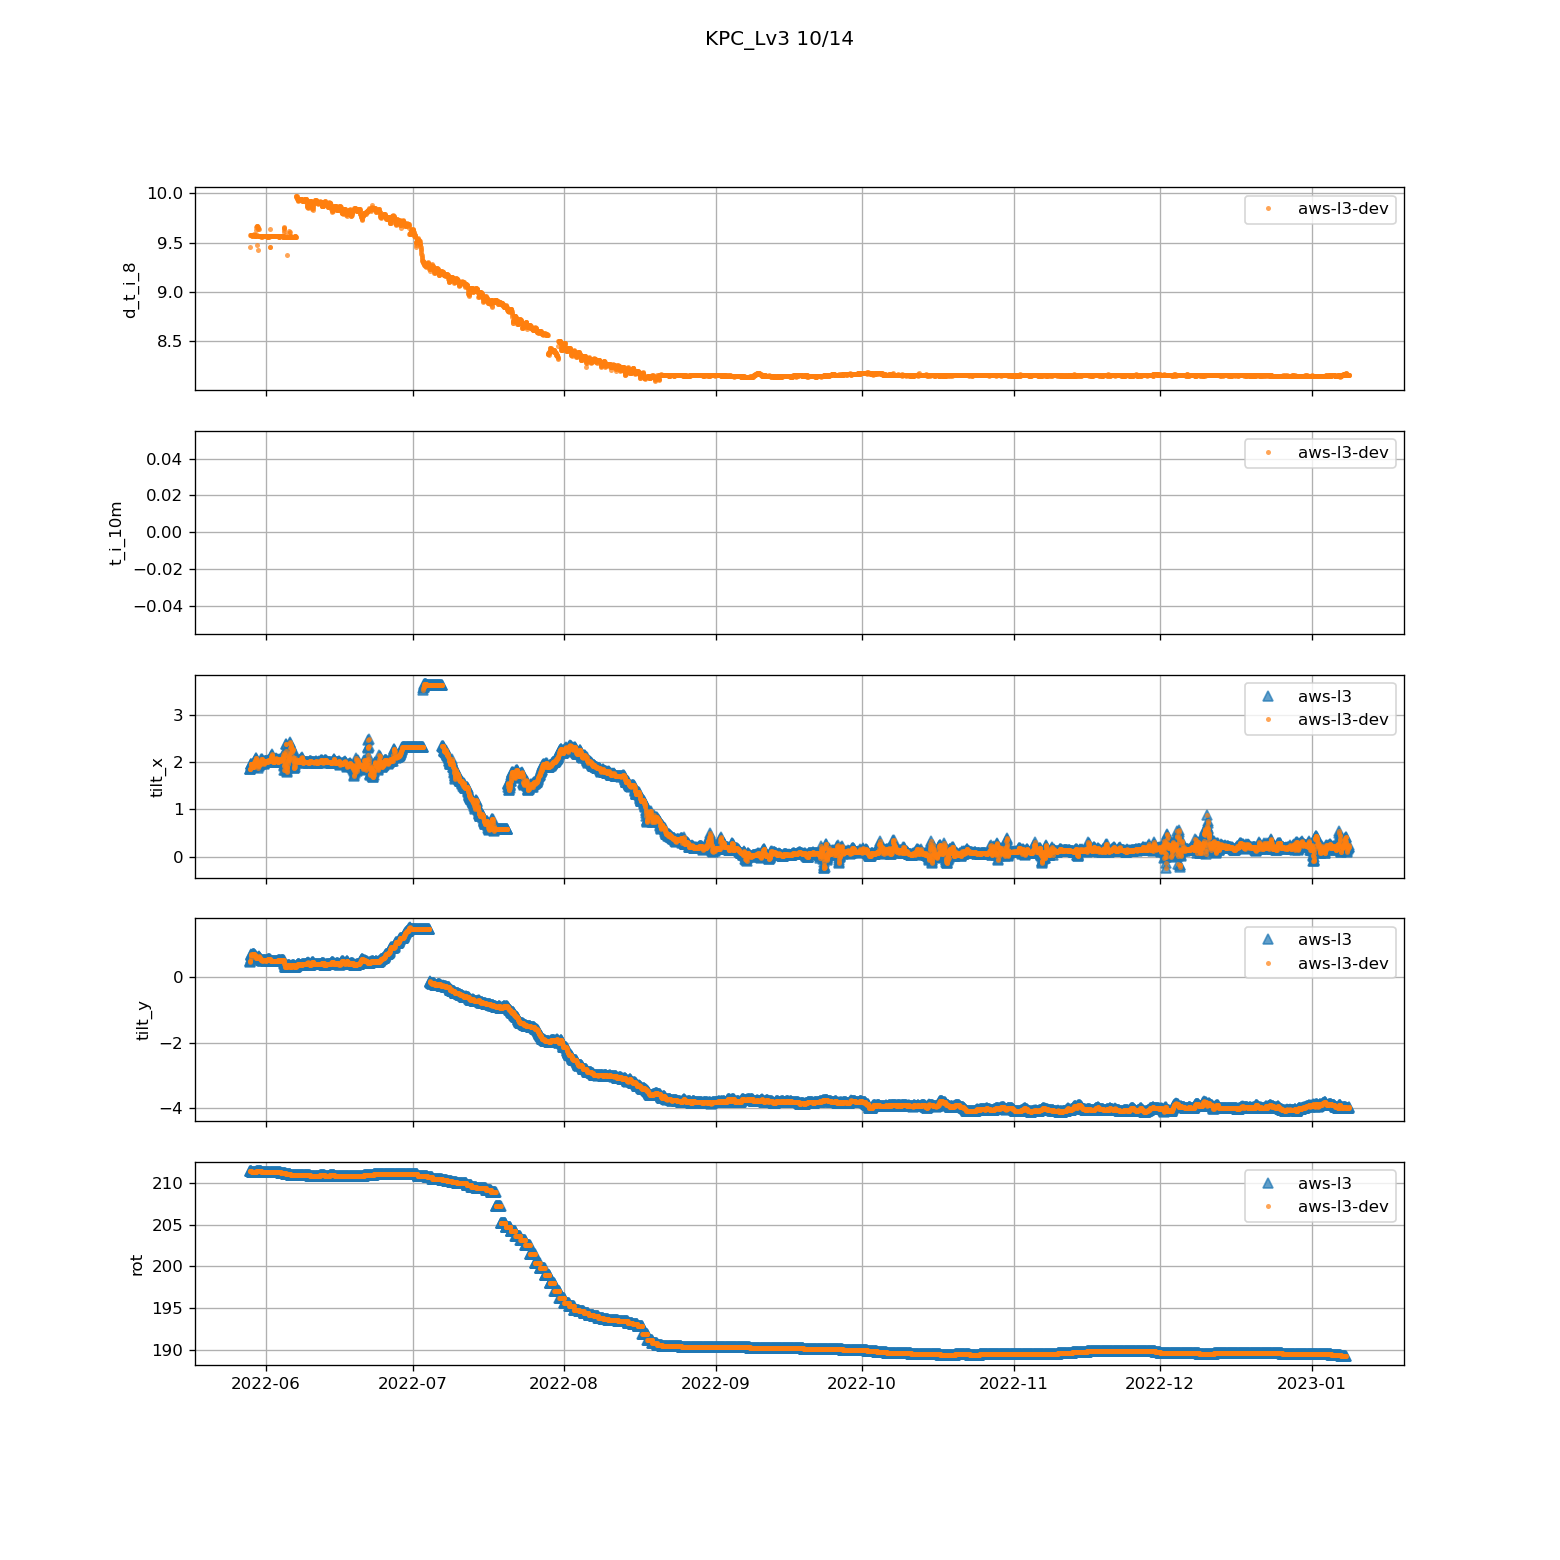 KPC_Lv3 10/14
10.0
9.5
9.0
8.5
d_t_i_8
aws-l3-dev
0.04
0.02
0.00
−0.02
−0.04
t_i_10m
aws-l3-dev
3
2
1
0
tilt_x
aws-l3
aws-l3-dev
0
−2
−4
tilt_y
aws-l3
aws-l3-dev
210
205
200
195
190
rot
aws-l3
aws-l3-dev
2022-06 2022-07 2022-08 2022-09 2022-10 2022-11 2022-12 2023-01